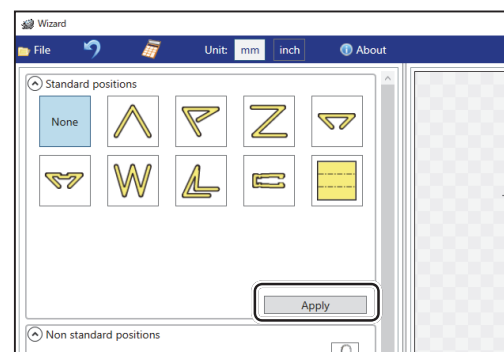 Wizard
File Unit: mm inch About
Standard positions
None
Apply
Non standard positions